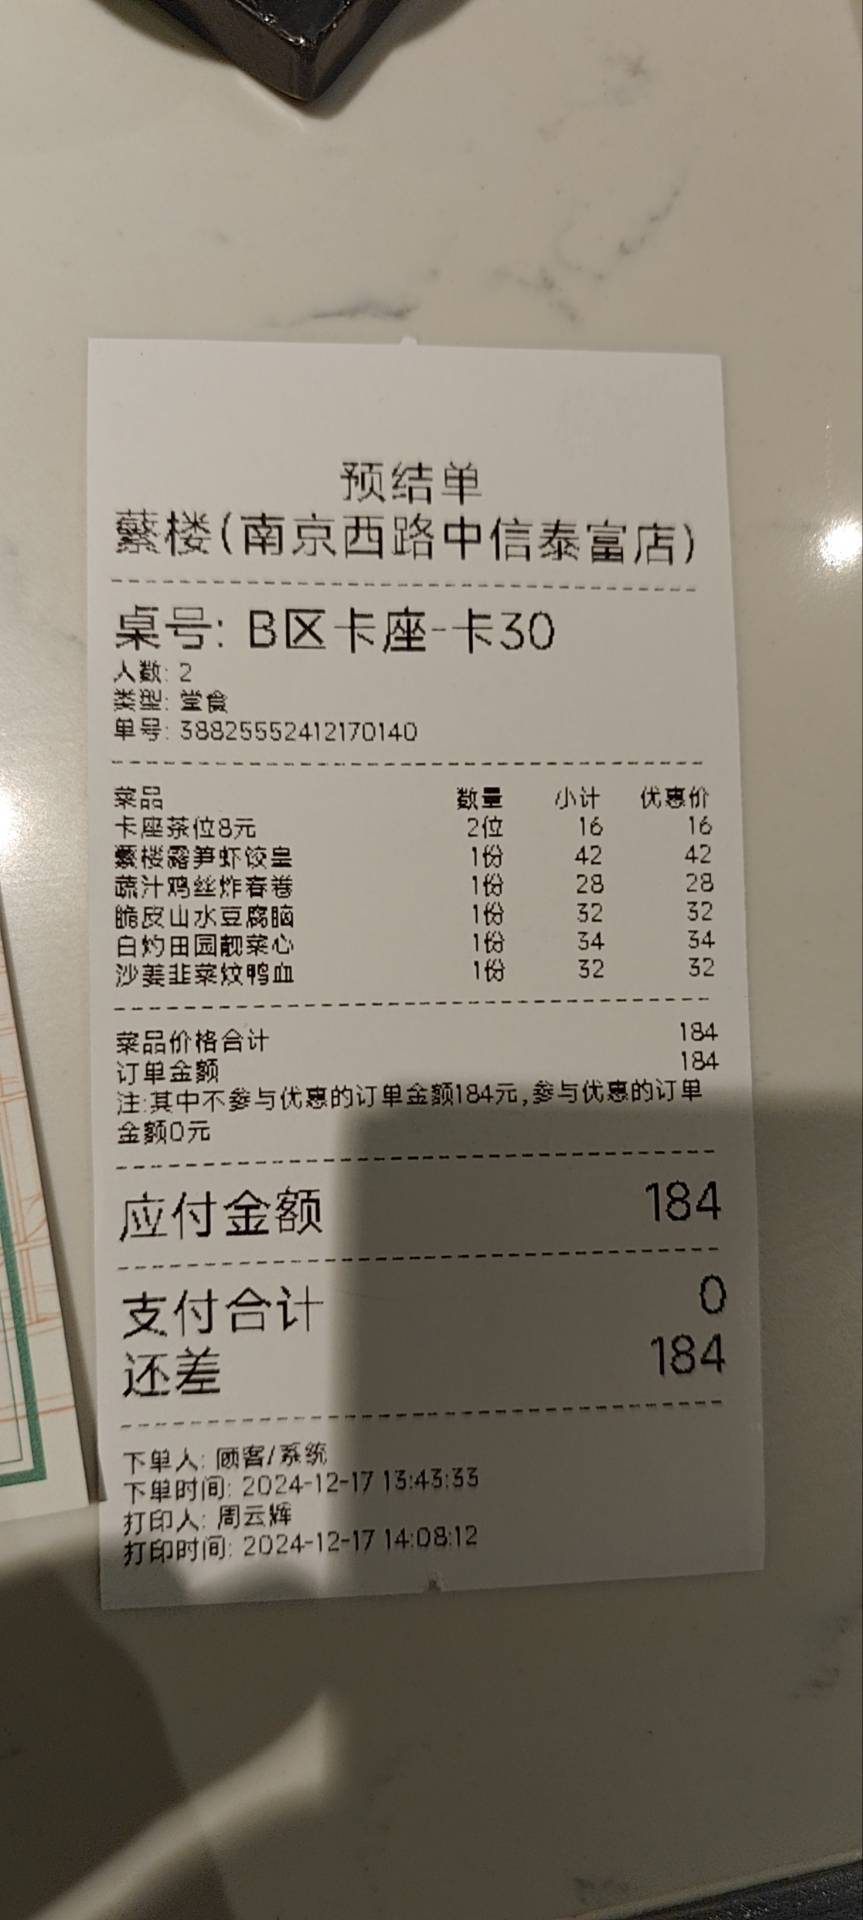 预结单
蘩楼(南京西路中信泰富店)
桌号: B区卡座-卡30
人数: 2
类型: 堂食
单号: 38825552412170140
菜品 数量 小计 优惠价
卡座茶位8元 2位 16 16
蘩楼露笋虾饺皇 1份 42 42
蔬汁鸡丝炸春卷 1份 28 28
脆皮山水豆腐脑 1份 32 32
白灼田园靓菜心 1份 34 34
沙姜韭菜炆鸭血 1份 32 32
菜品价格合计 184
订单金额 184
注:其中不参与优惠的订单金额184元,参与优惠的订单
金额0元
应付金额 184
支付合计 0
还差 184
下单人: 顾客/系统
下单时间: 2024-12-17 13:43:33
打印人: 周云辉
打印时间: 2024-12-17 14:08:12